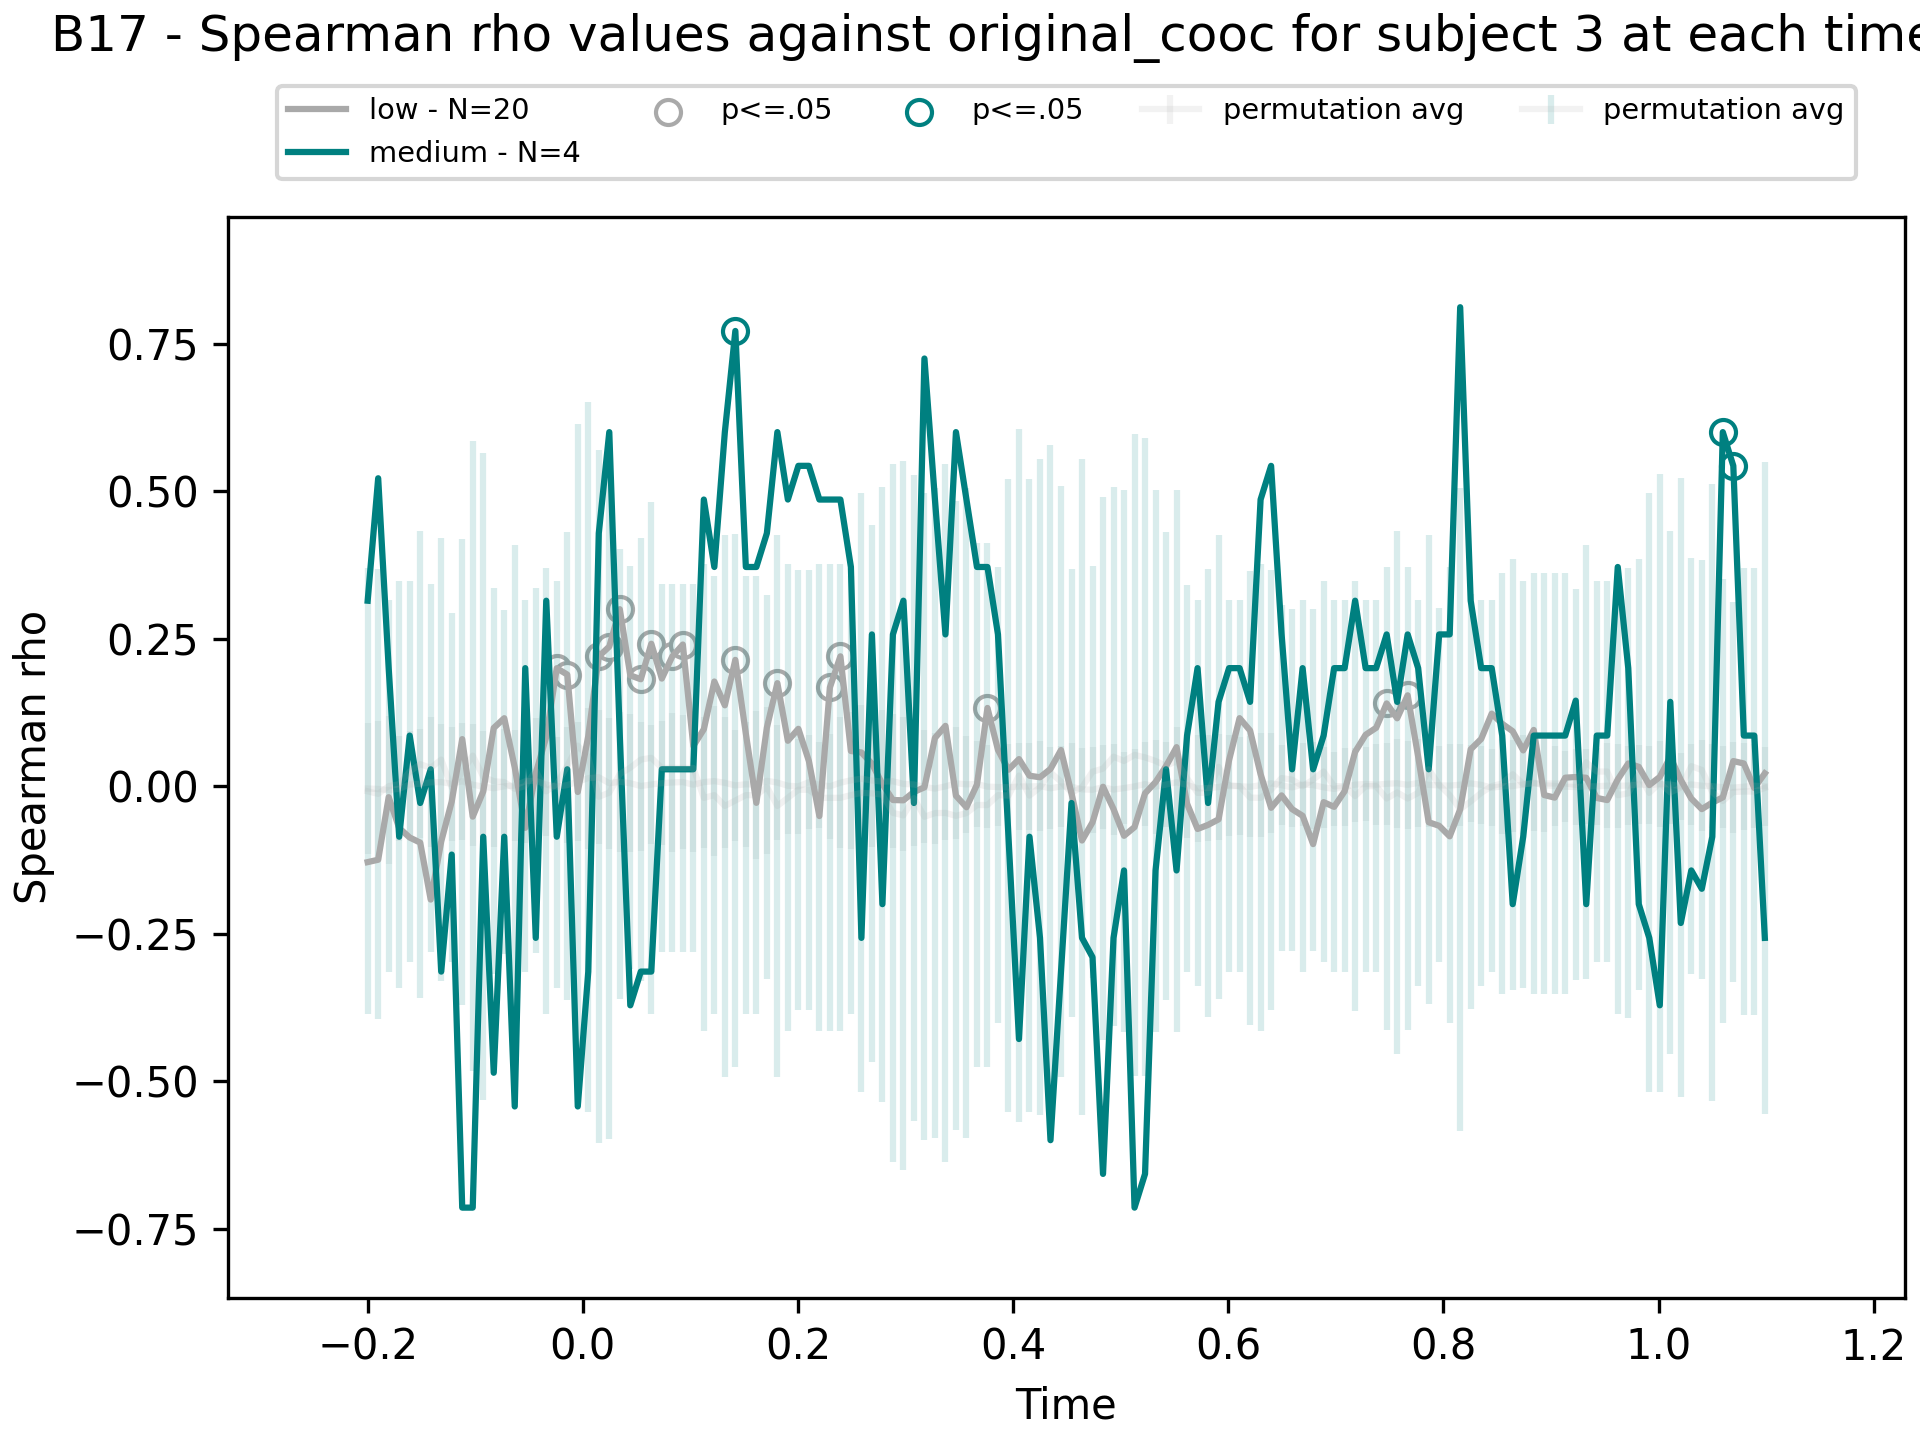 B17 - Spearman rho values against original_cooc for subject 3 at each time
low - N=20
p<=.05
p<=.05
permutation avg
permutation avg
medium - N=4
Spearman rho
0.75
0.50
0.25
0.00
−0.25
−0.50
−0.75
−0.2
0.0
0.2
0.4
0.6
0.8
1.0
1.2
Time